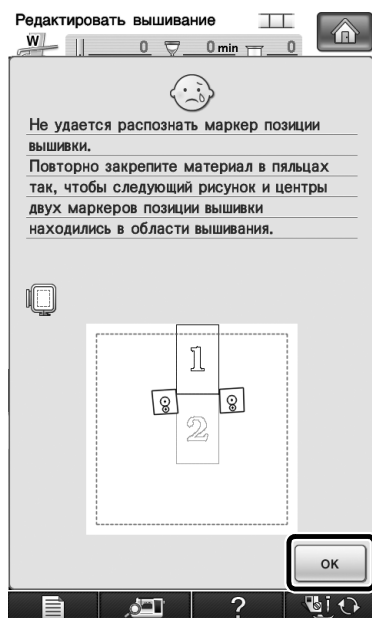 Редактировать вышивание
W 0 0 min 0
Не удается распознать маркер позиции
вышивки.
Повторно закрепите материал в пяльцах
так, чтобы следующий рисунок и центры
двух маркеров позиции вышивки
находились в области вышивания.
1
2
OK
?